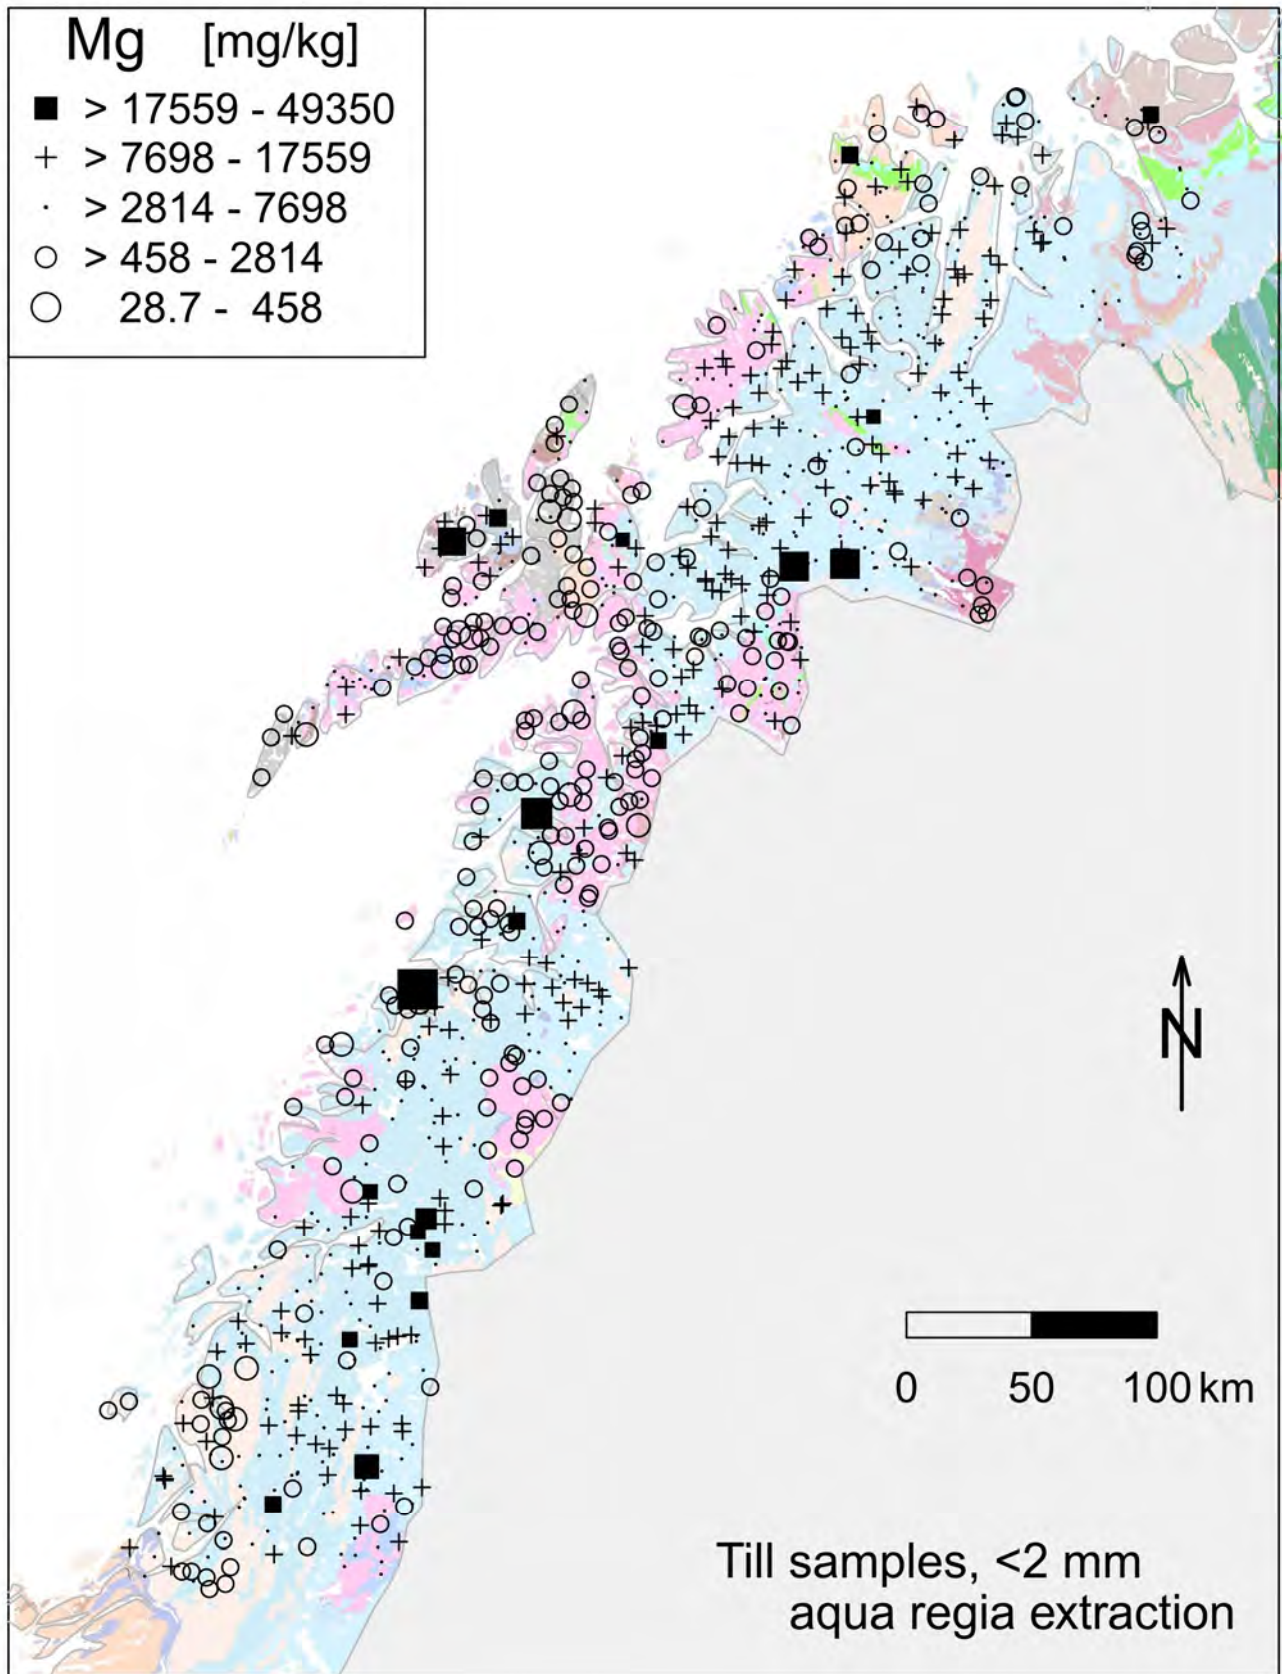 Mg [mg/kg]
> 17559 - 49350
> 7698 - 17559
> 2814 - 7698
> 458 - 2814
28.7 - 458
N
0 50 100 km
Till samples, <2 mm
aqua regia extraction